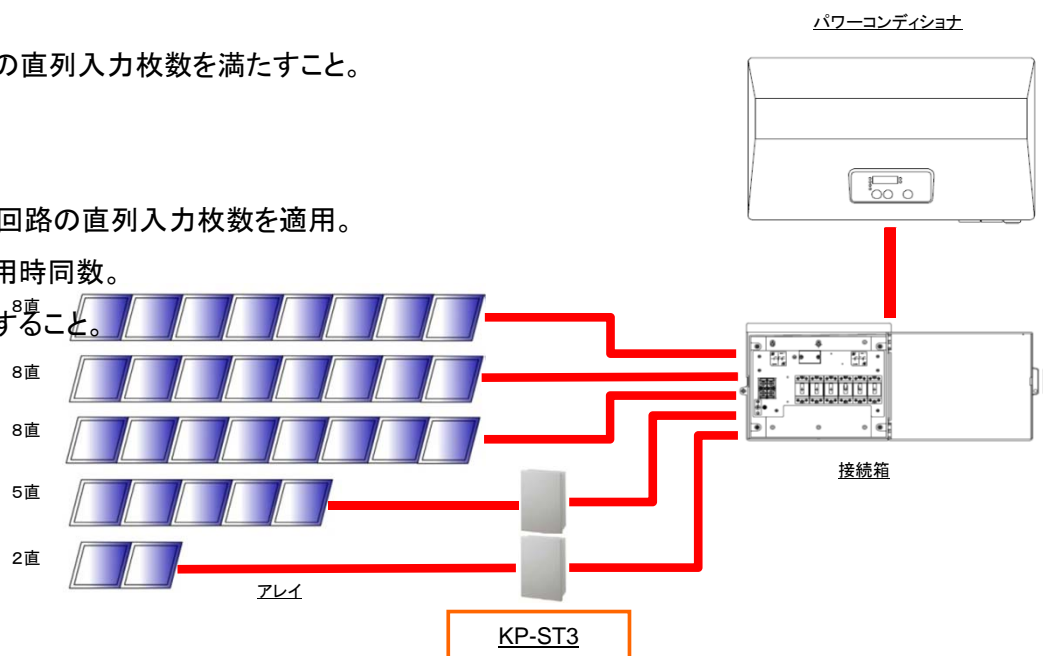 パワーコンディショナ
の直列入力枚数を満たすこと。
回路の直列入力枚数を適用。
用時同数。
すること。
8直
8直
8直
5直
2直
アレイ
接続箱
KP-ST3